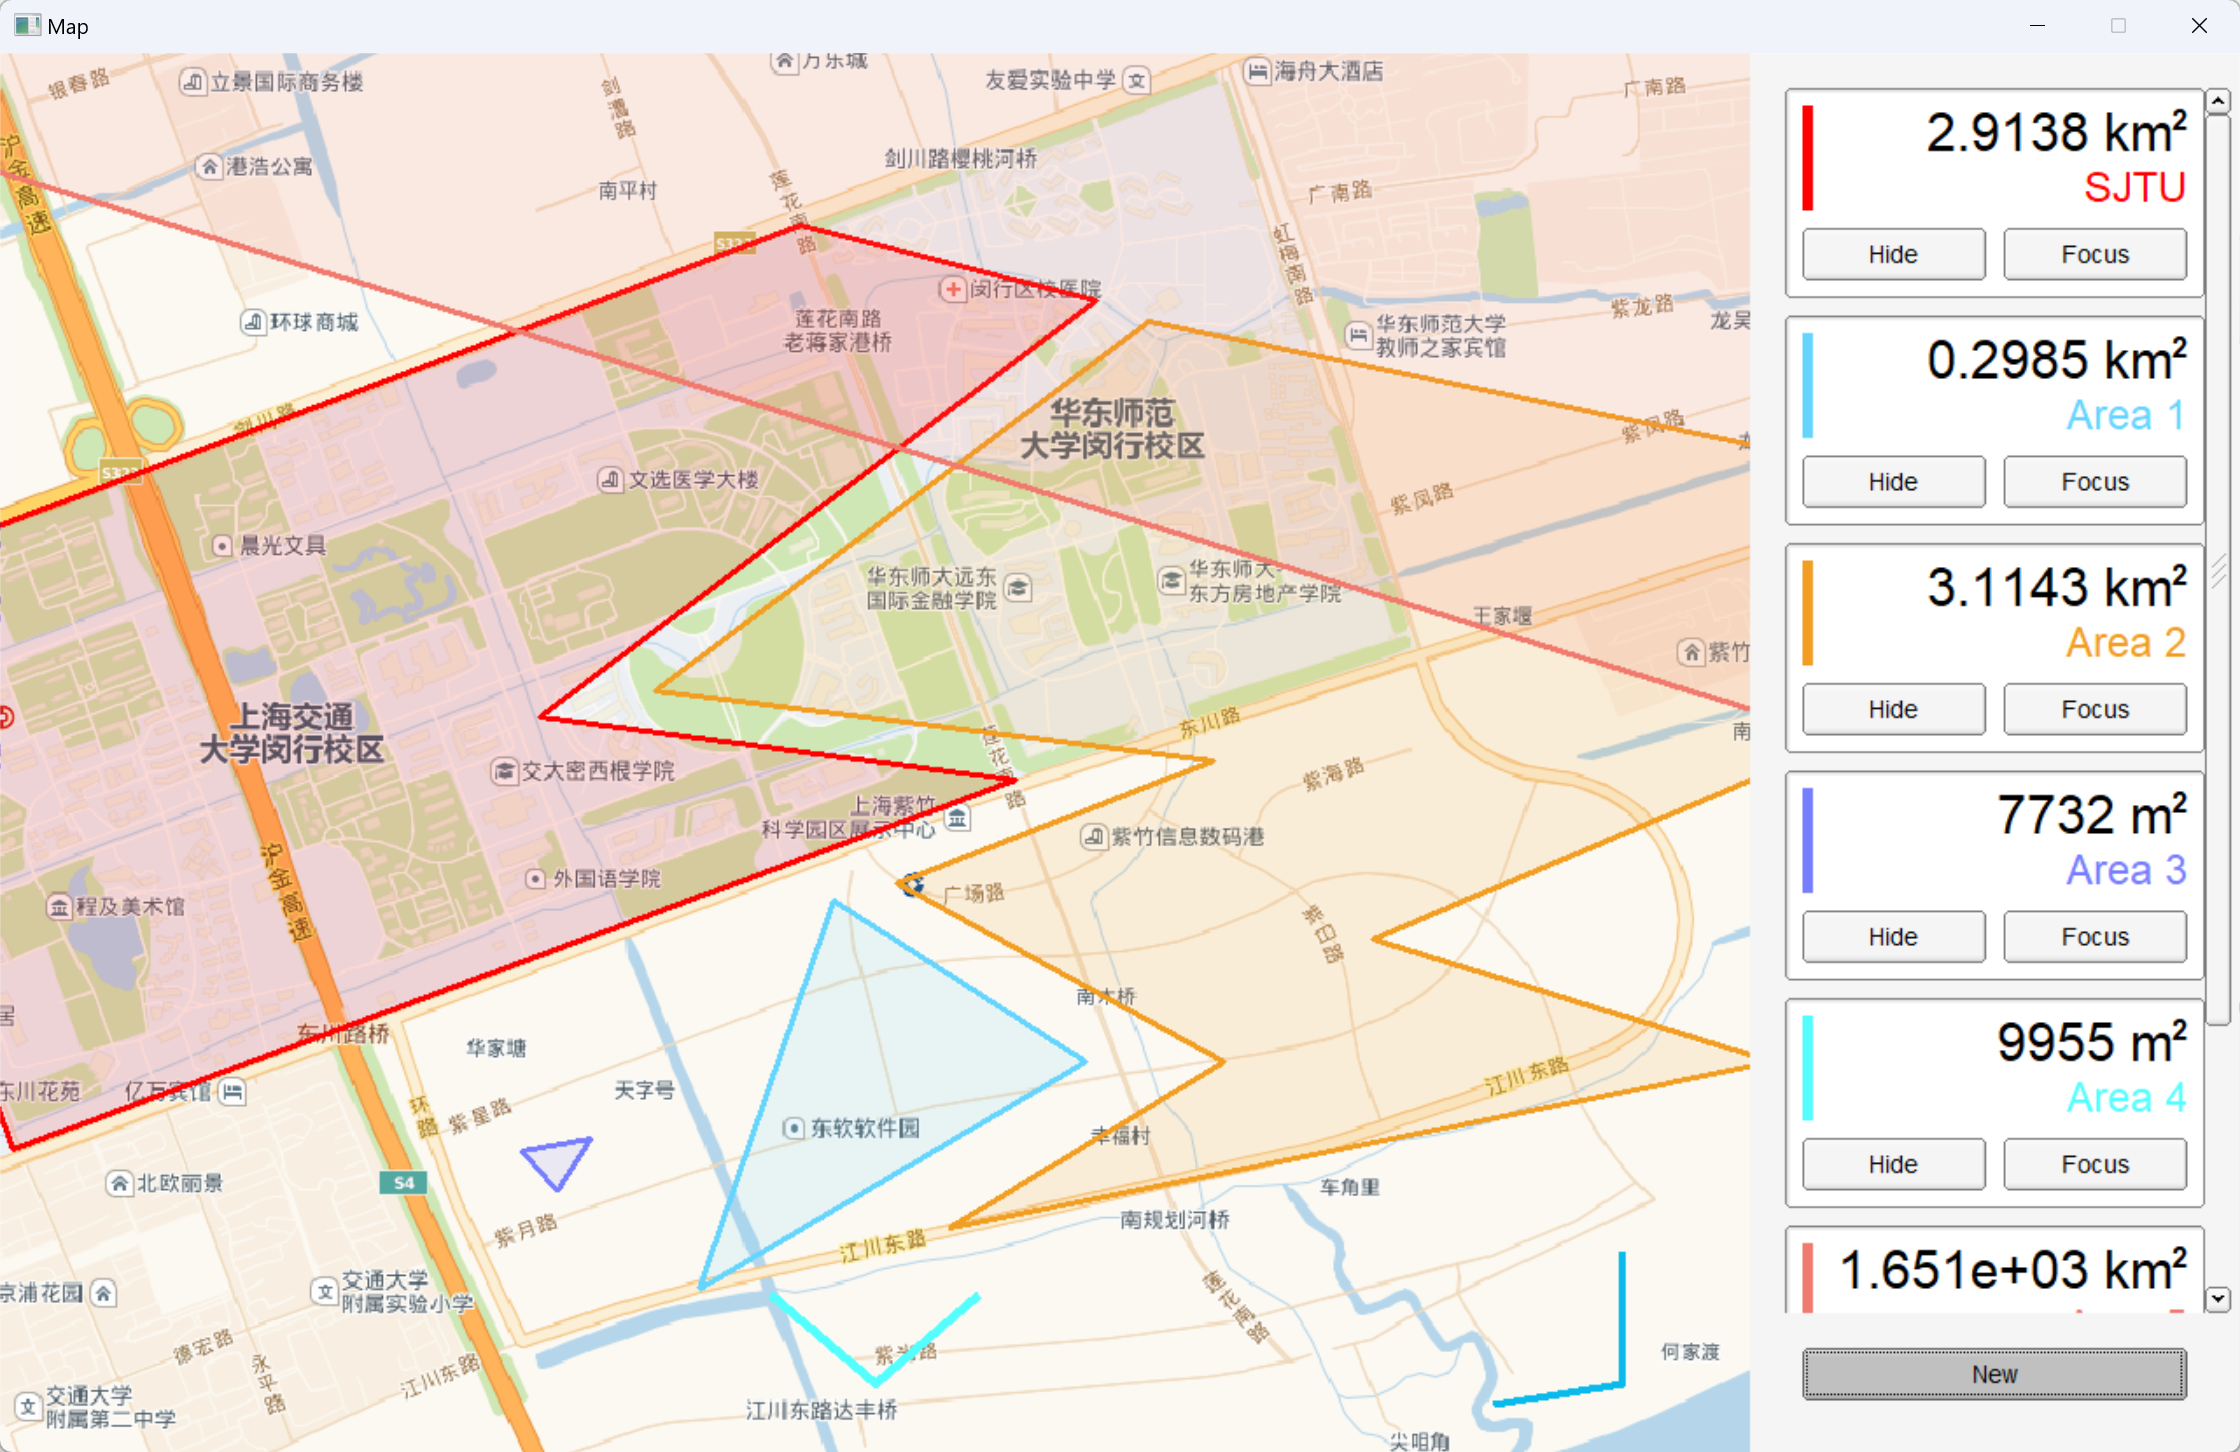 Map
银春路
立景国际商务楼
剑漕路
万乐城
友爱实验中学
海舟大酒店
广南路
沪金高速
港浩公寓
南平村
莲花南路
剑川路樱桃河桥
广南路
虹梅南路
S322
闵行区校医院
环球商城
莲花南路
老蒋家港桥
华东师范大学
教师之家宾馆
紫龙路
龙吴
剑川路
华东师范
大学闵行校区
紫凤路
S322
文选医学大楼
紫凤路
晨光文具
华东师大远东
国际金融学院
华东师大-
东方房地产学院
王家堰
紫竹
上海交通
大学闵行校区
莲花南路
东川路
南
交大密西根学院
紫海路
上海紫竹
科学园区展示中心
紫竹信息数码港
沪金高速
外国语学院
广场路
程及美术馆
紫日路
南木桥
居
东川路桥
华家塘
东川花苑
亿万宾馆
环路
紫星路
天字号
江川东路
东软软件园
幸福村
北欧丽景
S4
车角里
紫月路
南规划河桥
江川东路
京浦花园
交通大学
附属实验小学
莲花南路
德宏路
永平路
紫光路
何家渡
江川东路
交通大学
附属第二中学
江川东路达丰桥
尖咀角
2.9138 km²
SJTU
Hide Focus
0.2985 km²
Area 1
Hide Focus
3.1143 km²
Area 2
Hide Focus
7732 m²
Area 3
Hide Focus
9955 m²
Area 4
Hide Focus
1.651e+03 km²
New